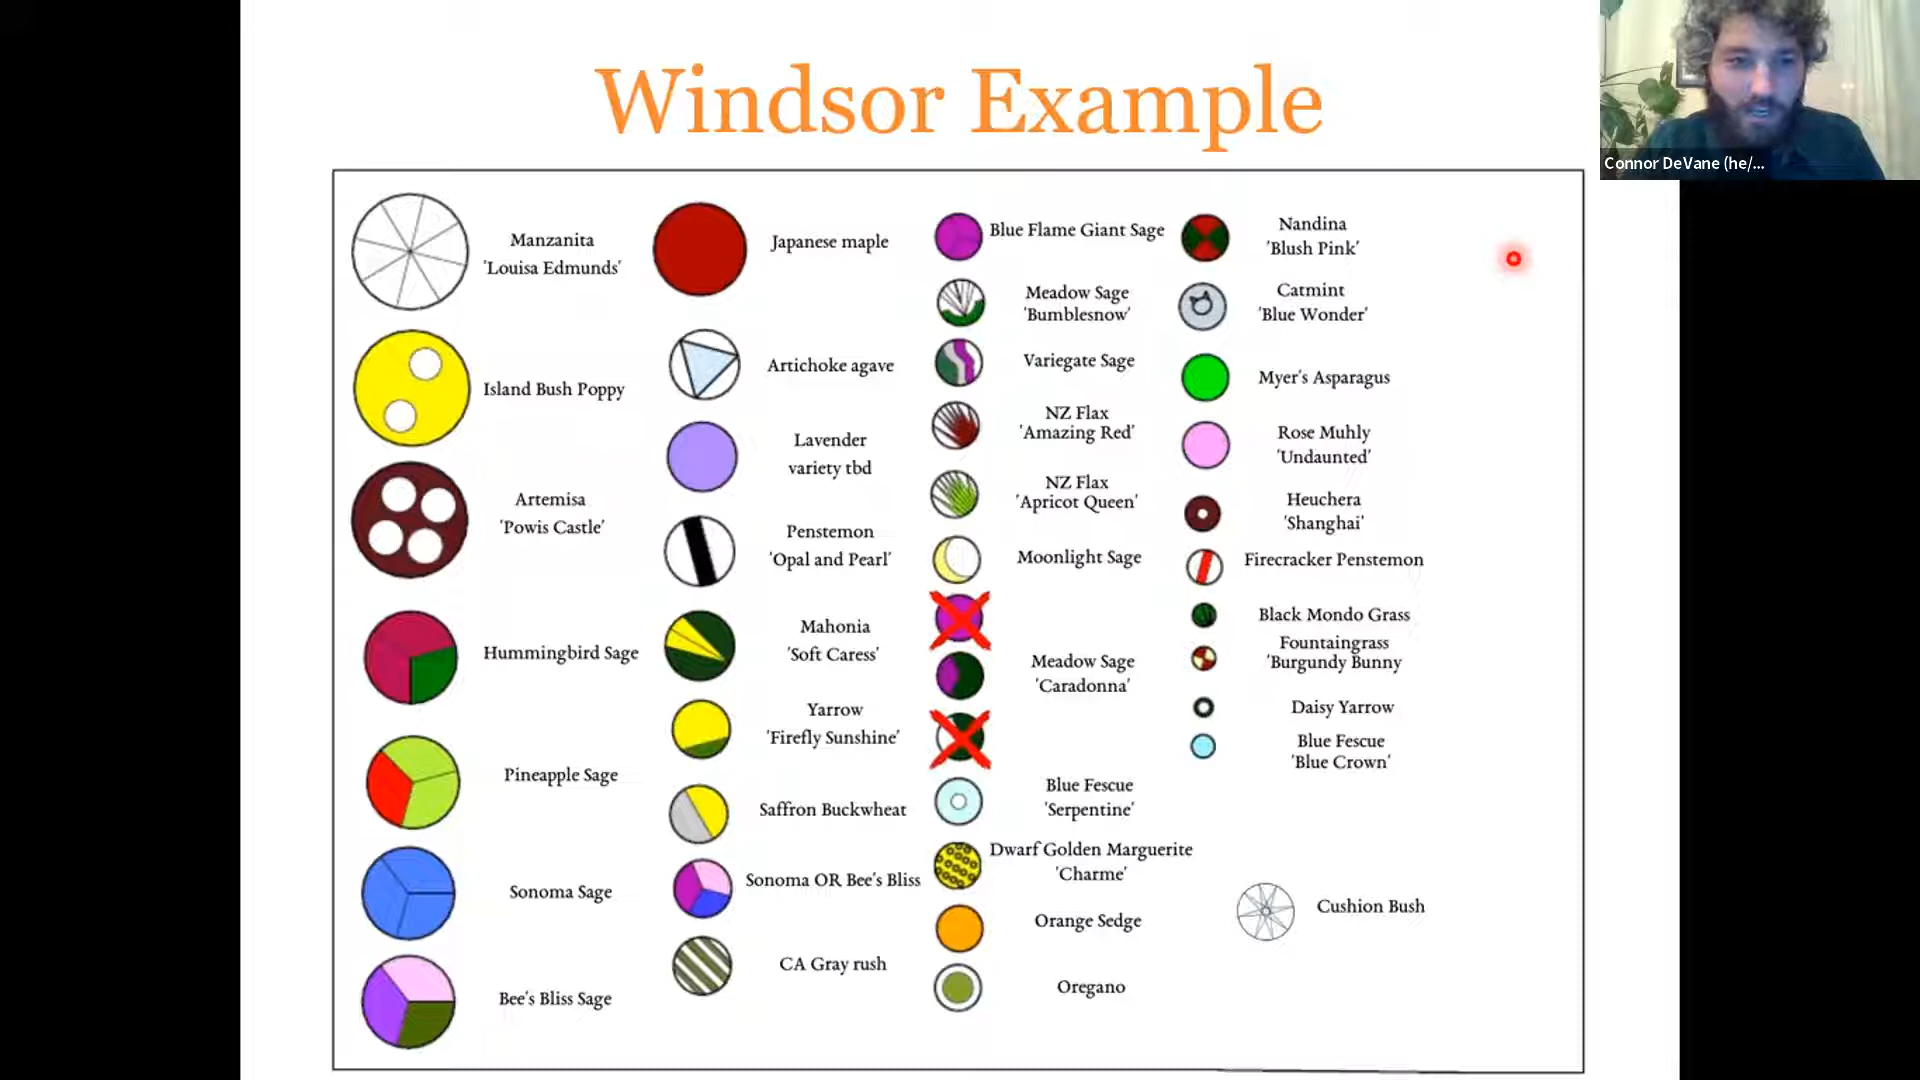 Windsor Example
Connor DeVane (he/...
Manzanita
'Louisa Edmunds'
Island Bush Poppy
Artemisa
'Powis Castle'
Hummingbird Sage
Pineapple Sage
Sonoma Sage
Bee's Bliss Sage
Japanese maple
Artichoke agave
Lavender
variety tbd
Penstemon
'Opal and Pearl'
Mahonia
'Soft Caress'
Yarrow
'Firefly Sunshine'
Saffron Buckwheat
Sonoma OR Bee's Bliss
CA Gray rush
Blue Flame Giant Sage
Meadow Sage
'Bumblesnow'
Variegate Sage
NZ Flax
'Amazing Red'
NZ Flax
'Apricot Queen'
Moonlight Sage
Meadow Sage
'Caradonna'
Blue Fescue
'Serpentine'
Dwarf Golden Marguerite
'Charme'
Orange Sedge
Oregano
Nandina
'Blush Pink'
Catmint
'Blue Wonder'
Myer's Asparagus
Rose Muhly
'Undaunted'
Heuchera
'Shanghai'
Firecracker Penstemon
Black Mondo Grass
Fountaingrass
'Burgundy Bunny
Daisy Yarrow
Blue Fescue
'Blue Crown'
Cushion Bush